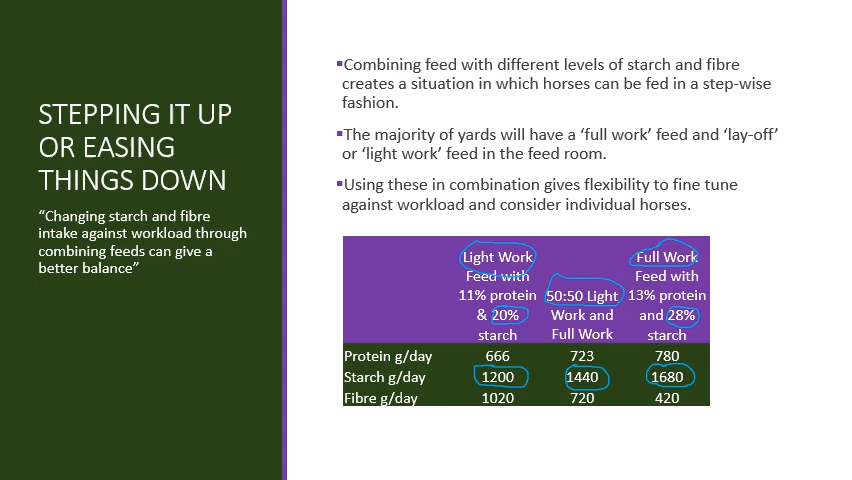 STEPPING IT UP
OR EASING
THINGS DOWN
“Changing starch and fibre
intake against workload through
combining feeds can give a
better balance”
▪Combining feed with different levels of starch and fibre
creates a situation in which horses can be fed in a step-wise
fashion.
▪The majority of yards will have a ‘full work’ feed and ‘lay-off’
or ‘light work’ feed in the feed room.
▪Using these in combination gives flexibility to fine tune
against workload and consider individual horses.
Light Work
Feed with
11% protein
& 20%
starch
50:50 Light
Work and
Full Work
Full Work
Feed with
13% protein
and 28%
starch
Protein g/day 666 723 780
Starch g/day 1200 1440 1680
Fibre g/day 1020 720 420